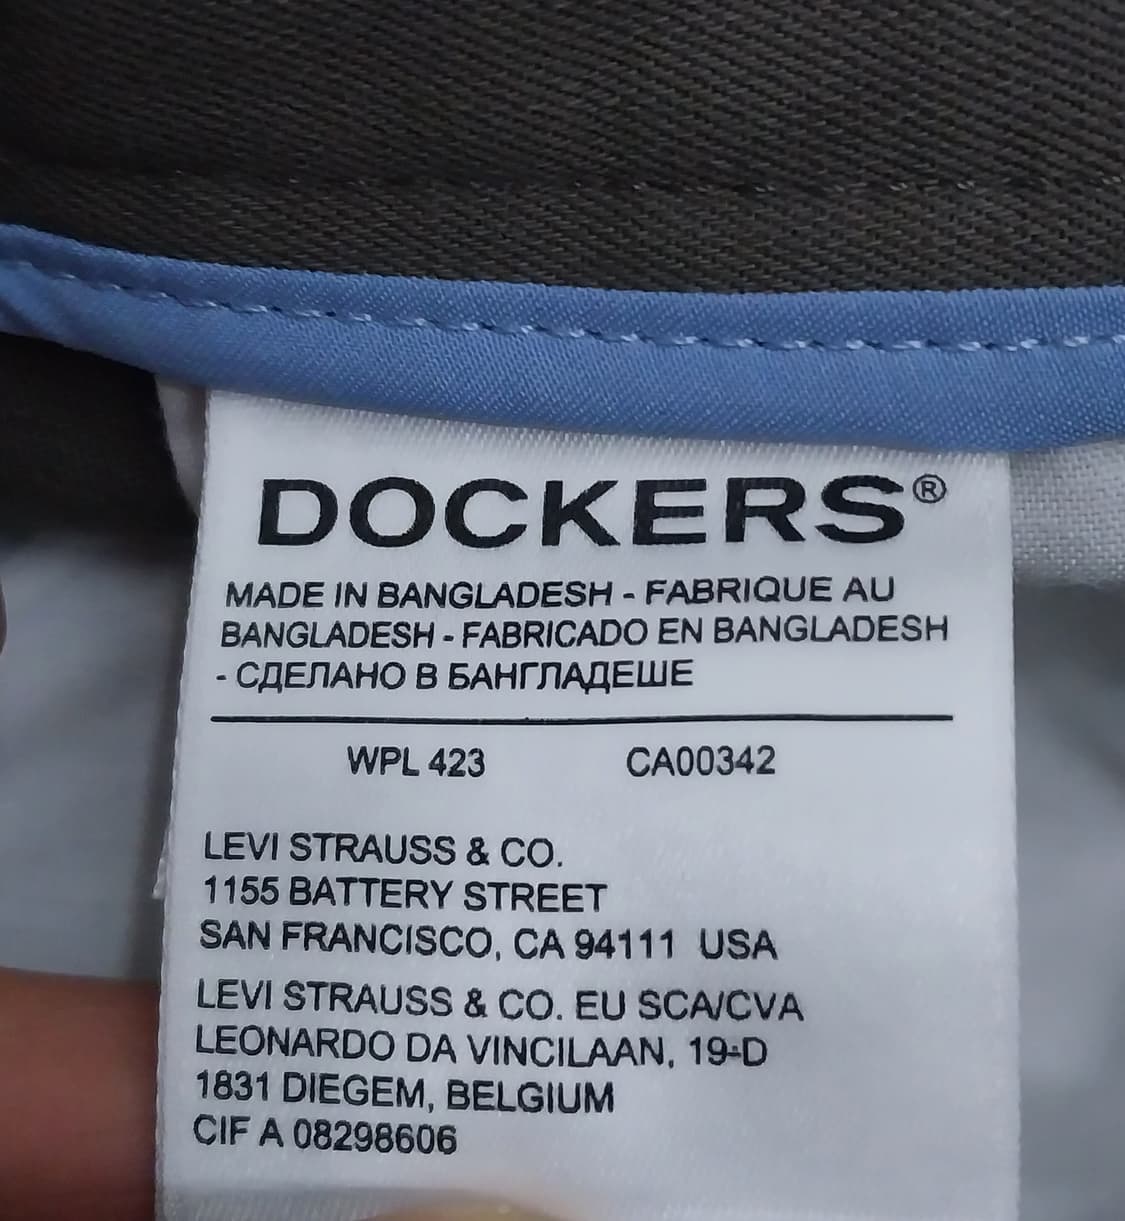 DOCKERS®
MADE IN BANGLADESH - FABRIQUE AU
BANGLADESH - FABRICADO EN BANGLADESH
- СДЕЛАНО В БАНГЛАДЕШЕ
WPL 423 CA00342
LEVI STRAUSS & CO.
1155 BATTERY STREET
SAN FRANCISCO, CA 94111 USA
LEVI STRAUSS & CO. EU SCA/CVA
LEONARDO DA VINCILAAN, 19-D
1831 DIEGEM, BELGIUM
CIF A 08298606